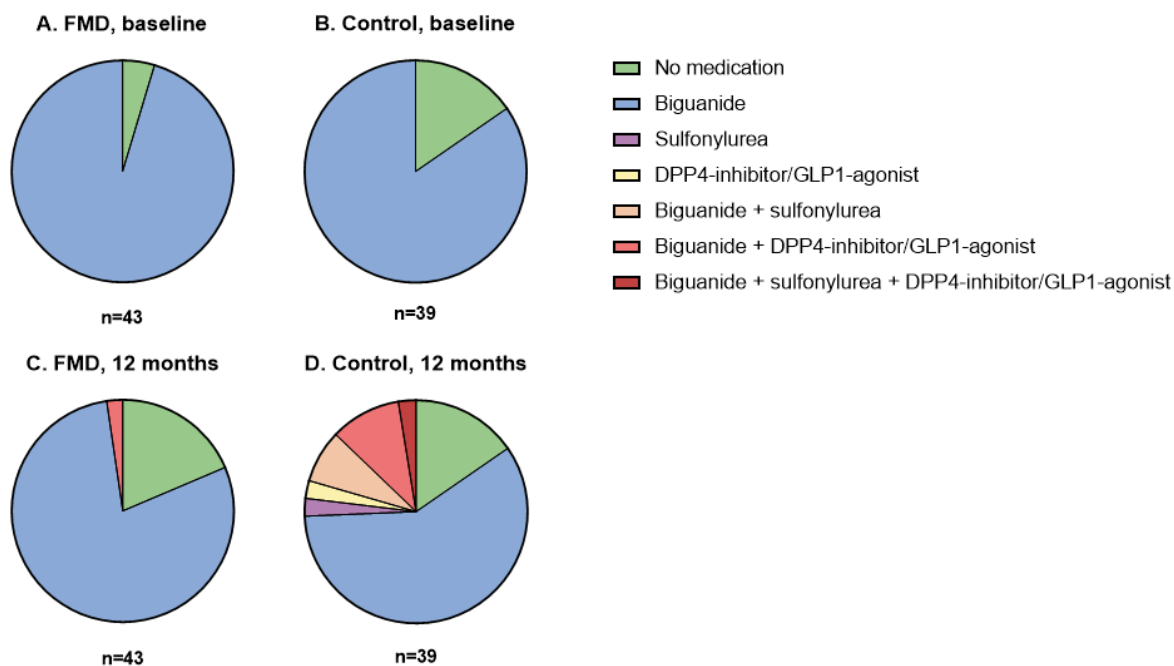 A. FMD, baseline
B. Control, baseline
No medication
Biguanide
Sulfonylurea
DPP4-inhibitor/GLP1-agonist
Biguanide + sulfonylurea
Biguanide + DPP4-inhibitor/GLP1-agonist
Biguanide + sulfonylurea + DPP4-inhibitor/GLP1-agonist
n=43
n=39
C. FMD, 12 months
D. Control, 12 months
n=43
n=39